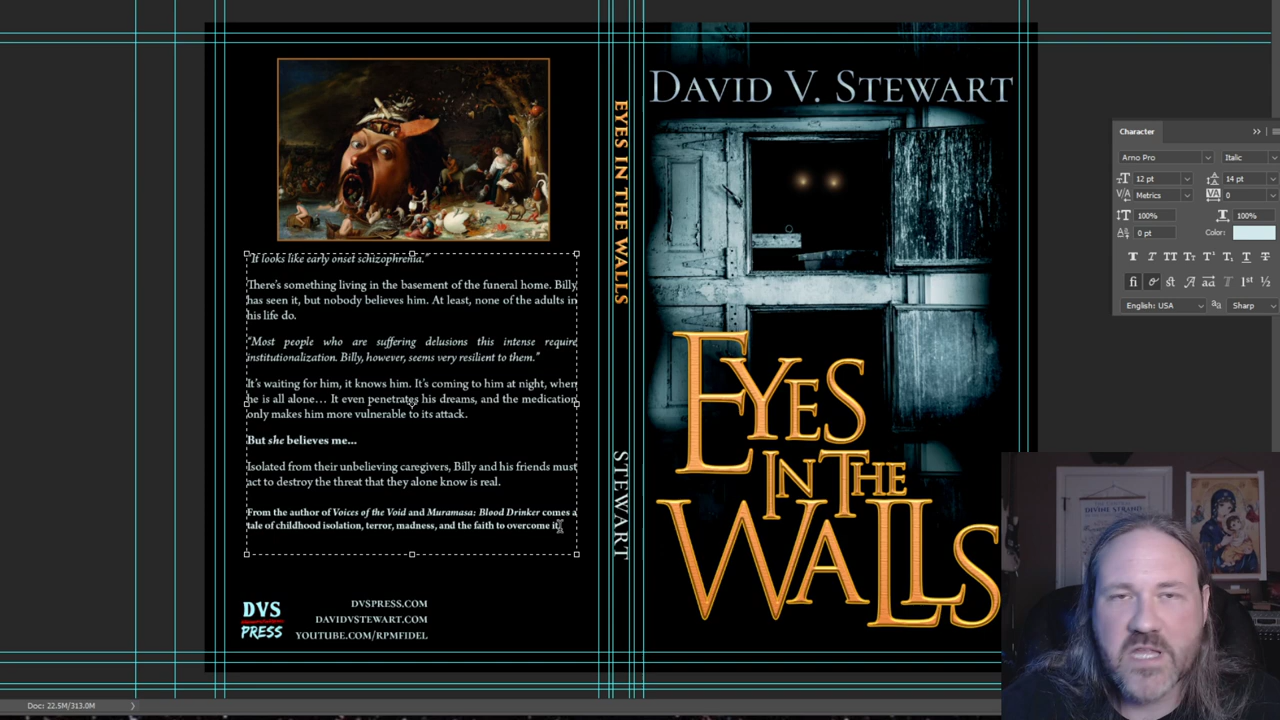 "It looks like early onset schizophrenia."
There's something living in the basement of the funeral home. Billy
has seen it, but nobody believes him. At least, none of the adults in
his life do.
"Most people who are suffering delusions this intense require
institutionalization. Billy, however, seems very resilient to them."
It's waiting for him, it knows him. It's coming to him at night, when
he is all alone... It even penetrates his dreams, and the medication
only makes him more vulnerable to its attack.
But she believes me...
Isolated from their unbelieving caregivers, Billy and his friends must
act to destroy the threat that they alone know is real.
From the author of Voices of the Void and Muramasa: Blood Drinker comes a
tale of childhood isolation, terror, madness, and the faith to overcome it.
DVS
PRESS
DVSPRESS.COM
DAVIDVSTEWART.COM
YOUTUBE.COM/RPMFIDEL
EYES IN THE WALLS
STEWART
DAVID V. STEWART
EYES
IN THE
WALLS
Character
Arno Pro
Italic
12 pt
14 pt
Metrics
0
100%
100%
0 pt
Color:
English: USA
Sharp
DIVINE STRAND
Doc: 22.5M/313.0M